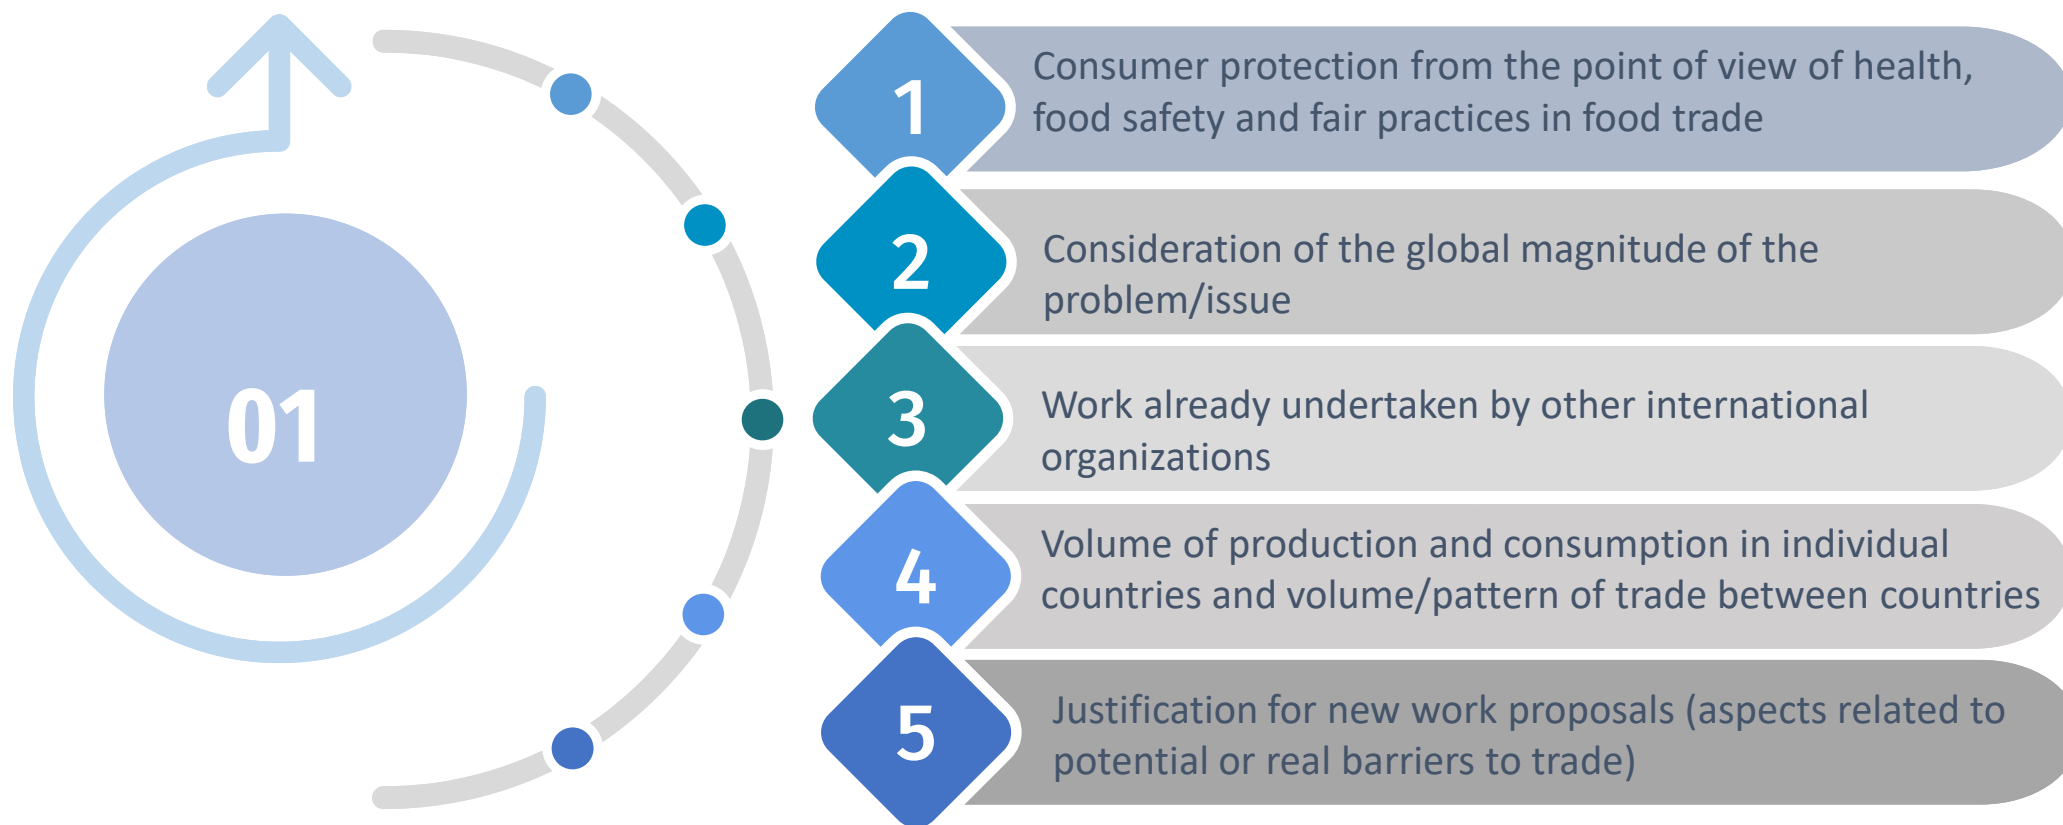 01
1
Consumer protection from the point of view of health,
food safety and fair practices in food trade
2
Consideration of the global magnitude of the
problem/issue
3
Work already undertaken by other international
organizations
4
Volume of production and consumption in individual
countries and volume/pattern of trade between countries
5
Justification for new work proposals (aspects related to
potential or real barriers to trade)